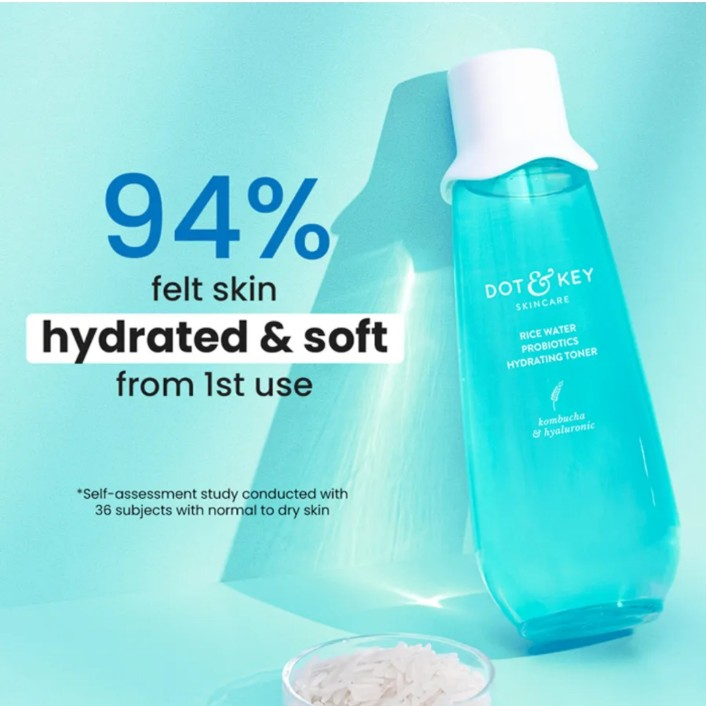 94%
felt skin
hydrated & soft
from 1st use
*Self-assessment study conducted with
36 subjects with normal to dry skin
DOT & KEY
SKINCARE
RICE WATER
PROBIOTICS
HYDRATING TONER
kombucha
& hyaluronic